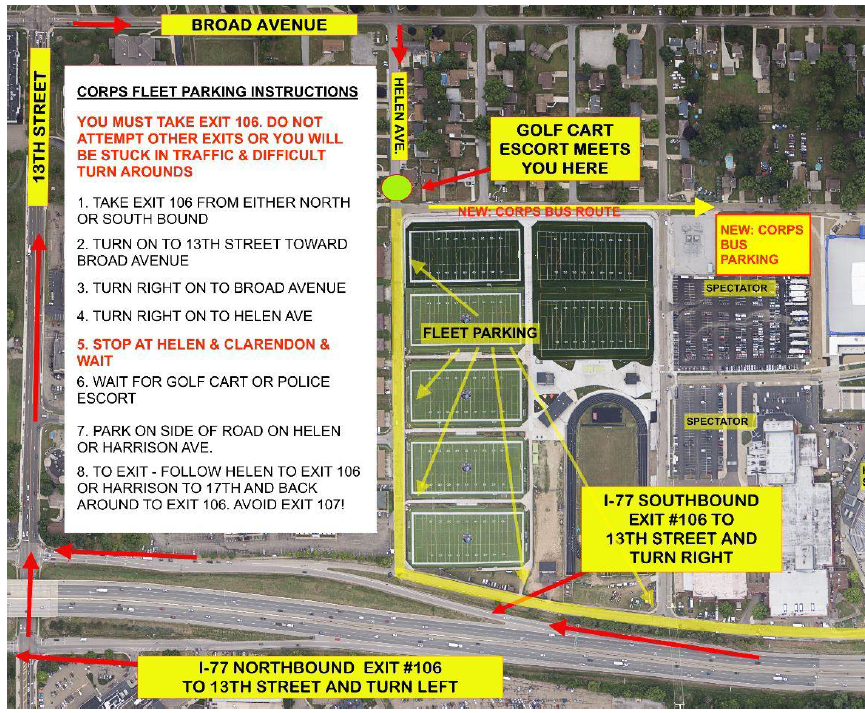 BROAD AVENUE
13TH STREET
HELEN AVE.
CORPS FLEET PARKING INSTRUCTIONS
YOU MUST TAKE EXIT 106. DO NOT
ATTEMPT OTHER EXITS OR YOU WILL
BE STUCK IN TRAFFIC & DIFFICULT
TURN AROUNDS
1. TAKE EXIT 106 FROM EITHER NORTH
OR SOUTH BOUND
2. TURN ON TO 13TH STREET TOWARD
BROAD AVENUE
3. TURN RIGHT ON TO BROAD AVENUE
4. TURN RIGHT ON TO HELEN AVE
5. STOP AT HELEN & CLARENDON &
WAIT
6. WAIT FOR GOLF CART OR POLICE
ESCORT
7. PARK ON SIDE OF ROAD ON HELEN
OR HARRISON AVE.
8. TO EXIT - FOLLOW HELEN TO EXIT 106
OR HARRISON TO 17TH AND BACK
AROUND TO EXIT 106. AVOID EXIT 107!
GOLF CART
ESCORT MEETS
YOU HERE
NEW: CORPS BUS ROUTE
NEW: CORPS
BUS
PARKING
SPECTATOR
FLEET PARKING
SPECTATOR
I-77 SOUTHBOUND
EXIT #106 TO
13TH STREET AND
TURN RIGHT
I-77 NORTHBOUND EXIT #106
TO 13TH STREET AND TURN LEFT